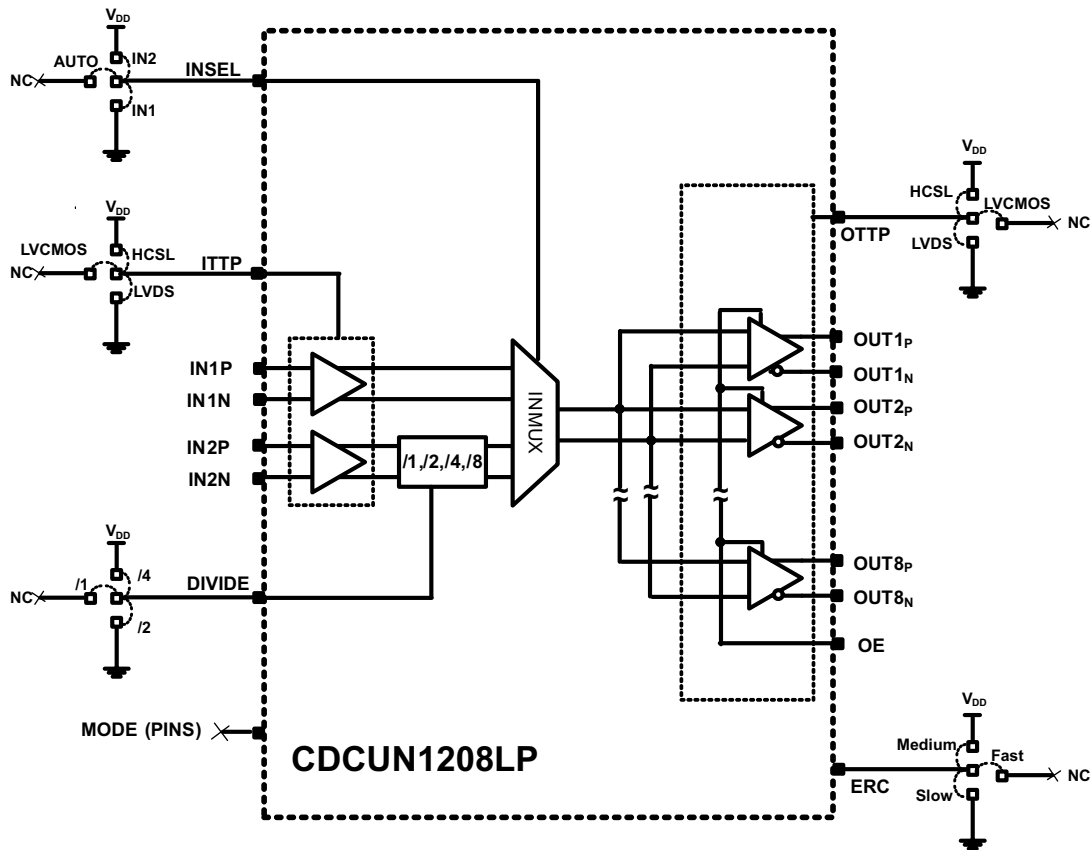 VDD
IN2
AUTO
NC
INSEL
IN1
VDD
LVCMOS
HCSL
NC
ITTP
LVDS
IN1P
IN1N
IN2P
IN2N
/1,/2,/4,/8
INMUX
VDD
/1
/4
NC
DIVIDE
/2
MODE (PINS)
CDCUN1208LP
VDD
HCSL
LVCMOS
NC
OTTP
LVDS
OUT1P
OUT1N
OUT2P
OUT2N
OUT8P
OUT8N
OE
VDD
Medium
Fast
NC
ERC
Slow